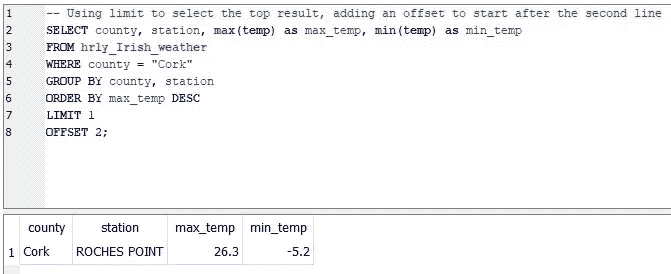 1 -- Using limit to select the top result, adding an offset to start after the second line
2 SELECT county, station, max(temp) as max_temp, min(temp) as min_temp
3 FROM hrly_Irish_weather
4 WHERE county = "Cork"
5 GROUP BY county, station
6 ORDER BY max_temp DESC
7 LIMIT 1
8 OFFSET 2;
county station max_temp min_temp
1 Cork ROCHES POINT 26.3 -5.2